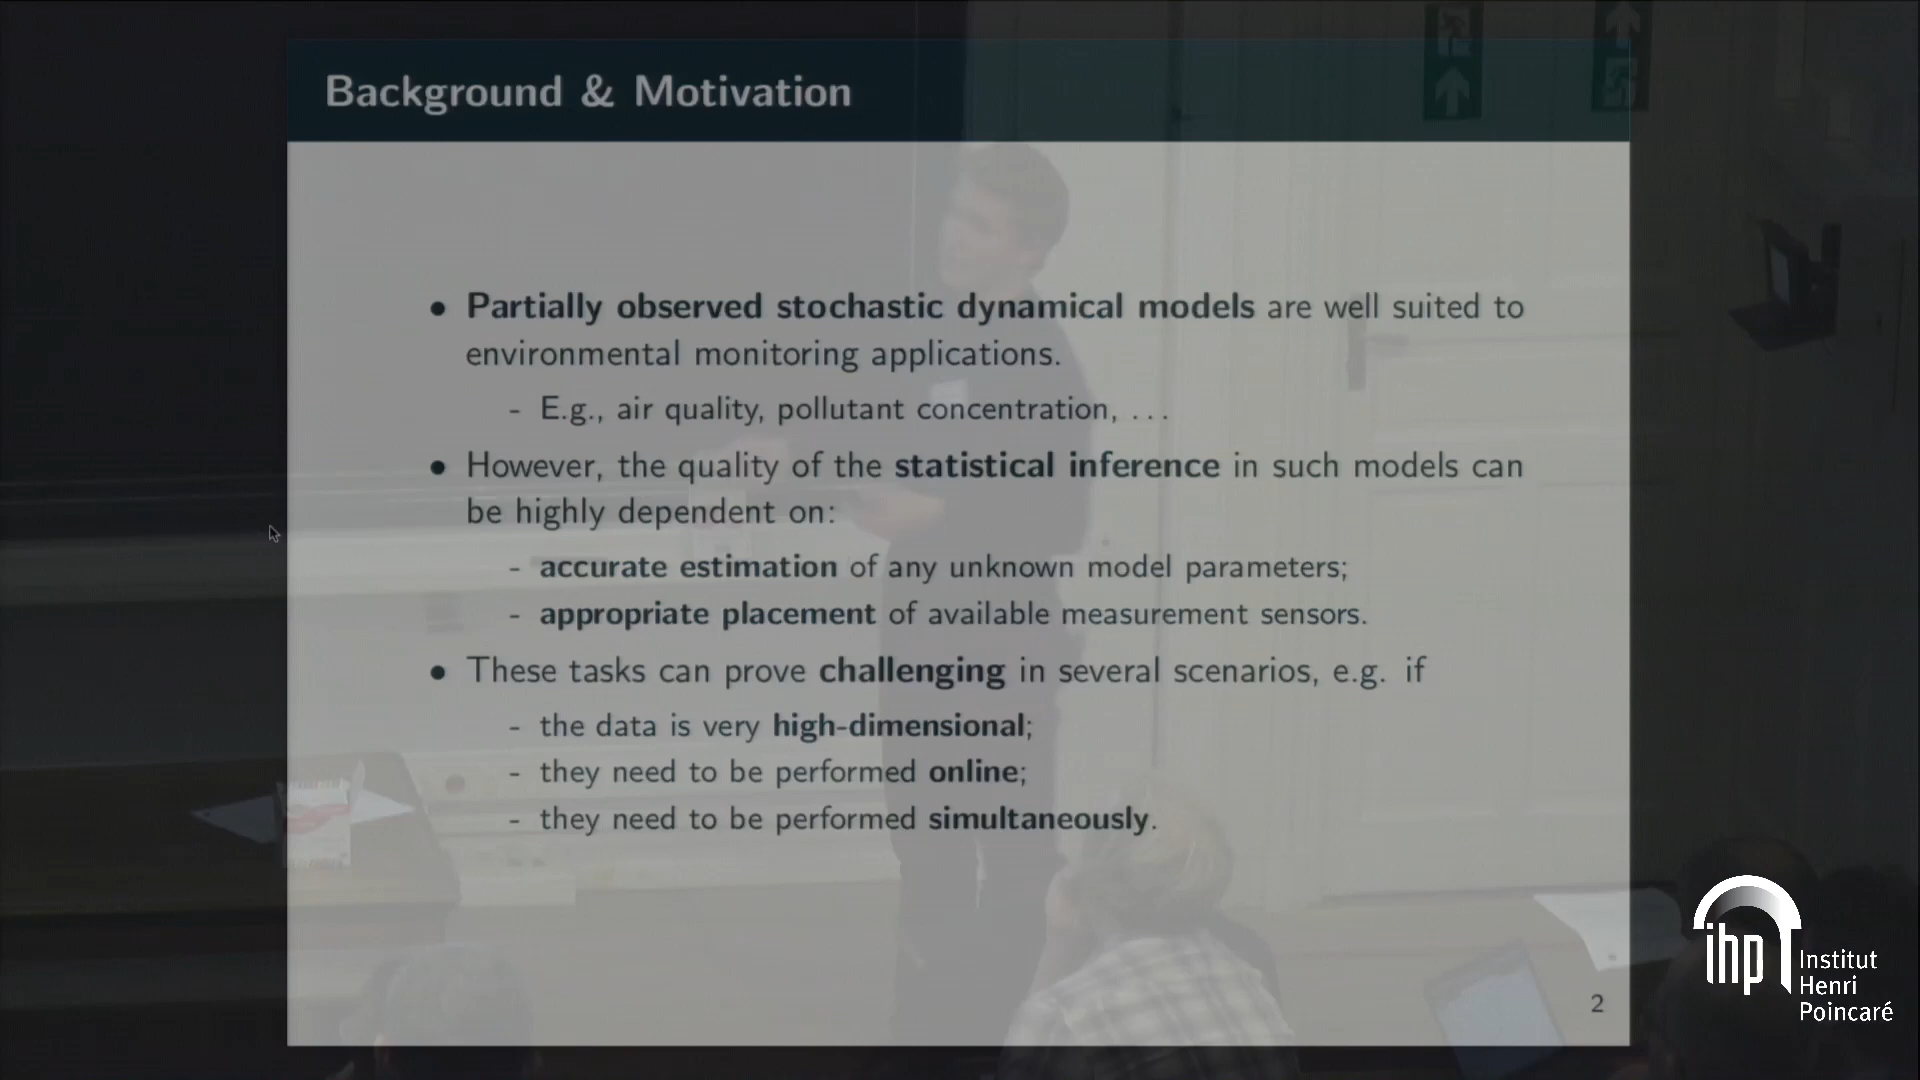 Background & Motivation
• Partially observed stochastic dynamical models are well suited to
environmental monitoring applications.
- E.g., air quality, pollutant concentration, ...
• However, the quality of the statistical inference in such models can
be highly dependent on:
- accurate estimation of any unknown model parameters;
- appropriate placement of available measurement sensors.
• These tasks can prove challenging in several scenarios, e.g. if
- the data is very high-dimensional;
- they need to be performed online;
- they need to be performed simultaneously.
2
ihp
Institut
Henri
Poincaré